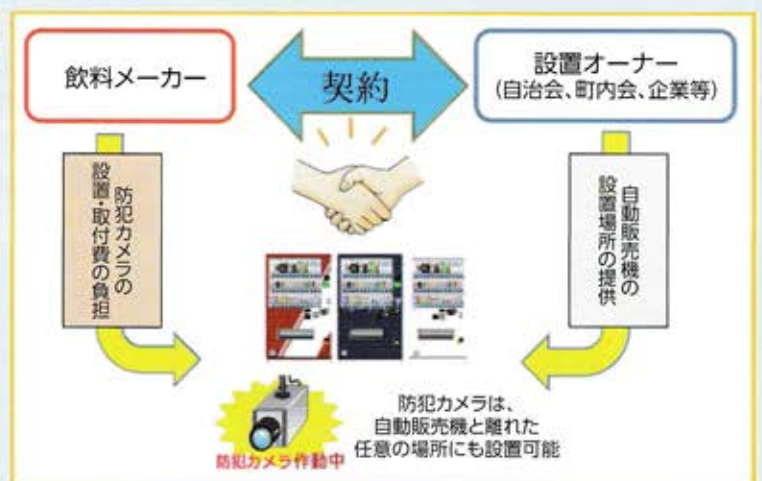 飲料メーカー
契約
設置オーナー
(自治会、町内会、企業等)
防犯カメラの
設置・取付費の負担
自動販売機の
設置場所の提供
防犯カメラは、
自動販売機と離れた
任意の場所にも設置可能
防犯カメラ作動中